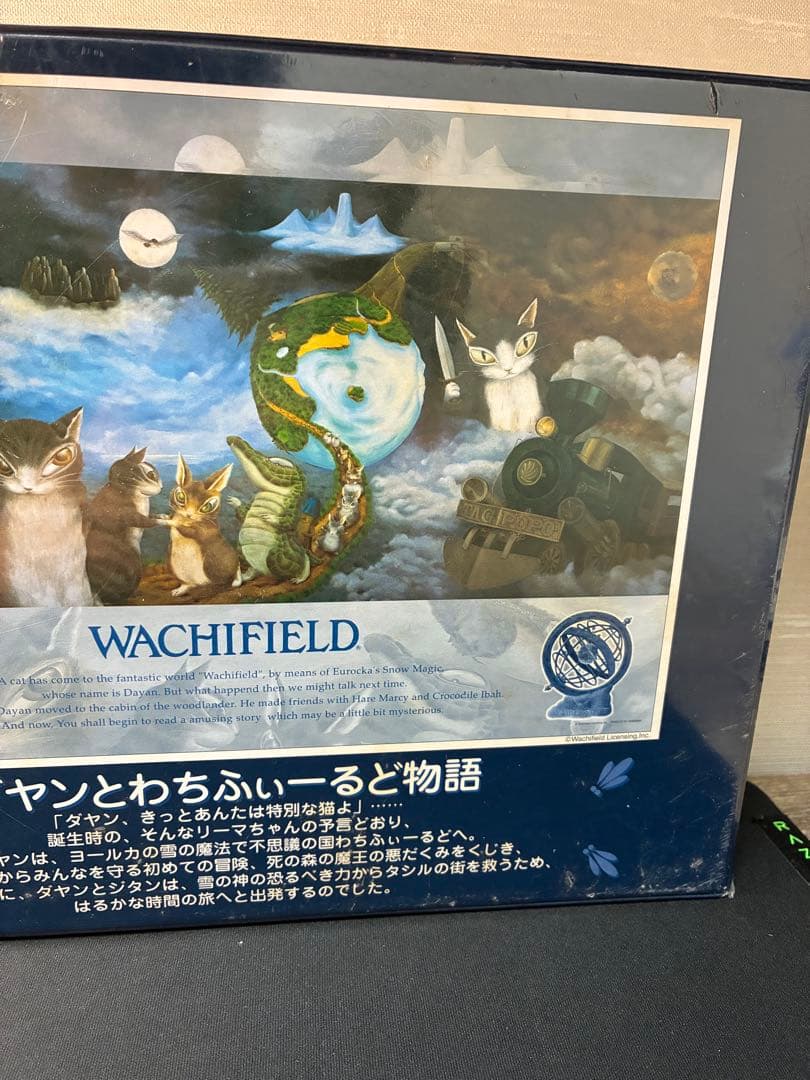 TACHIPOPO
WACHIFIELD
A cat has come to the fantastic world "Wachifield", by means of Eurocka's Snow Magic,
whose name is Dayan. But what happend then we might talk next time.
Dayan moved to the cabin of the woodlander. He made friends with Hare Marcy and Crocodile Ibah.
And now, You shall begin to read a amusing story which may be a little bit mysterious.
©Wachifield Licensing,Inc.
ダヤンとわちふぃーるど物語
「ダヤン、きっとあんたは特別な猫よ」……
誕生時の、そんなリーマちゃんの予言どおり、
ヤンは、ヨールカの雪の魔法で不思議の国わちふぃーるどへ。
からみんなを守る初めての冒険、死の森の魔王の悪だくみをくじき、
に、ダヤンとジタンは、雪の神の恐るべき力からタシルの街を救うため、
はるかな時間の旅へと出発するのでした。
RAZ